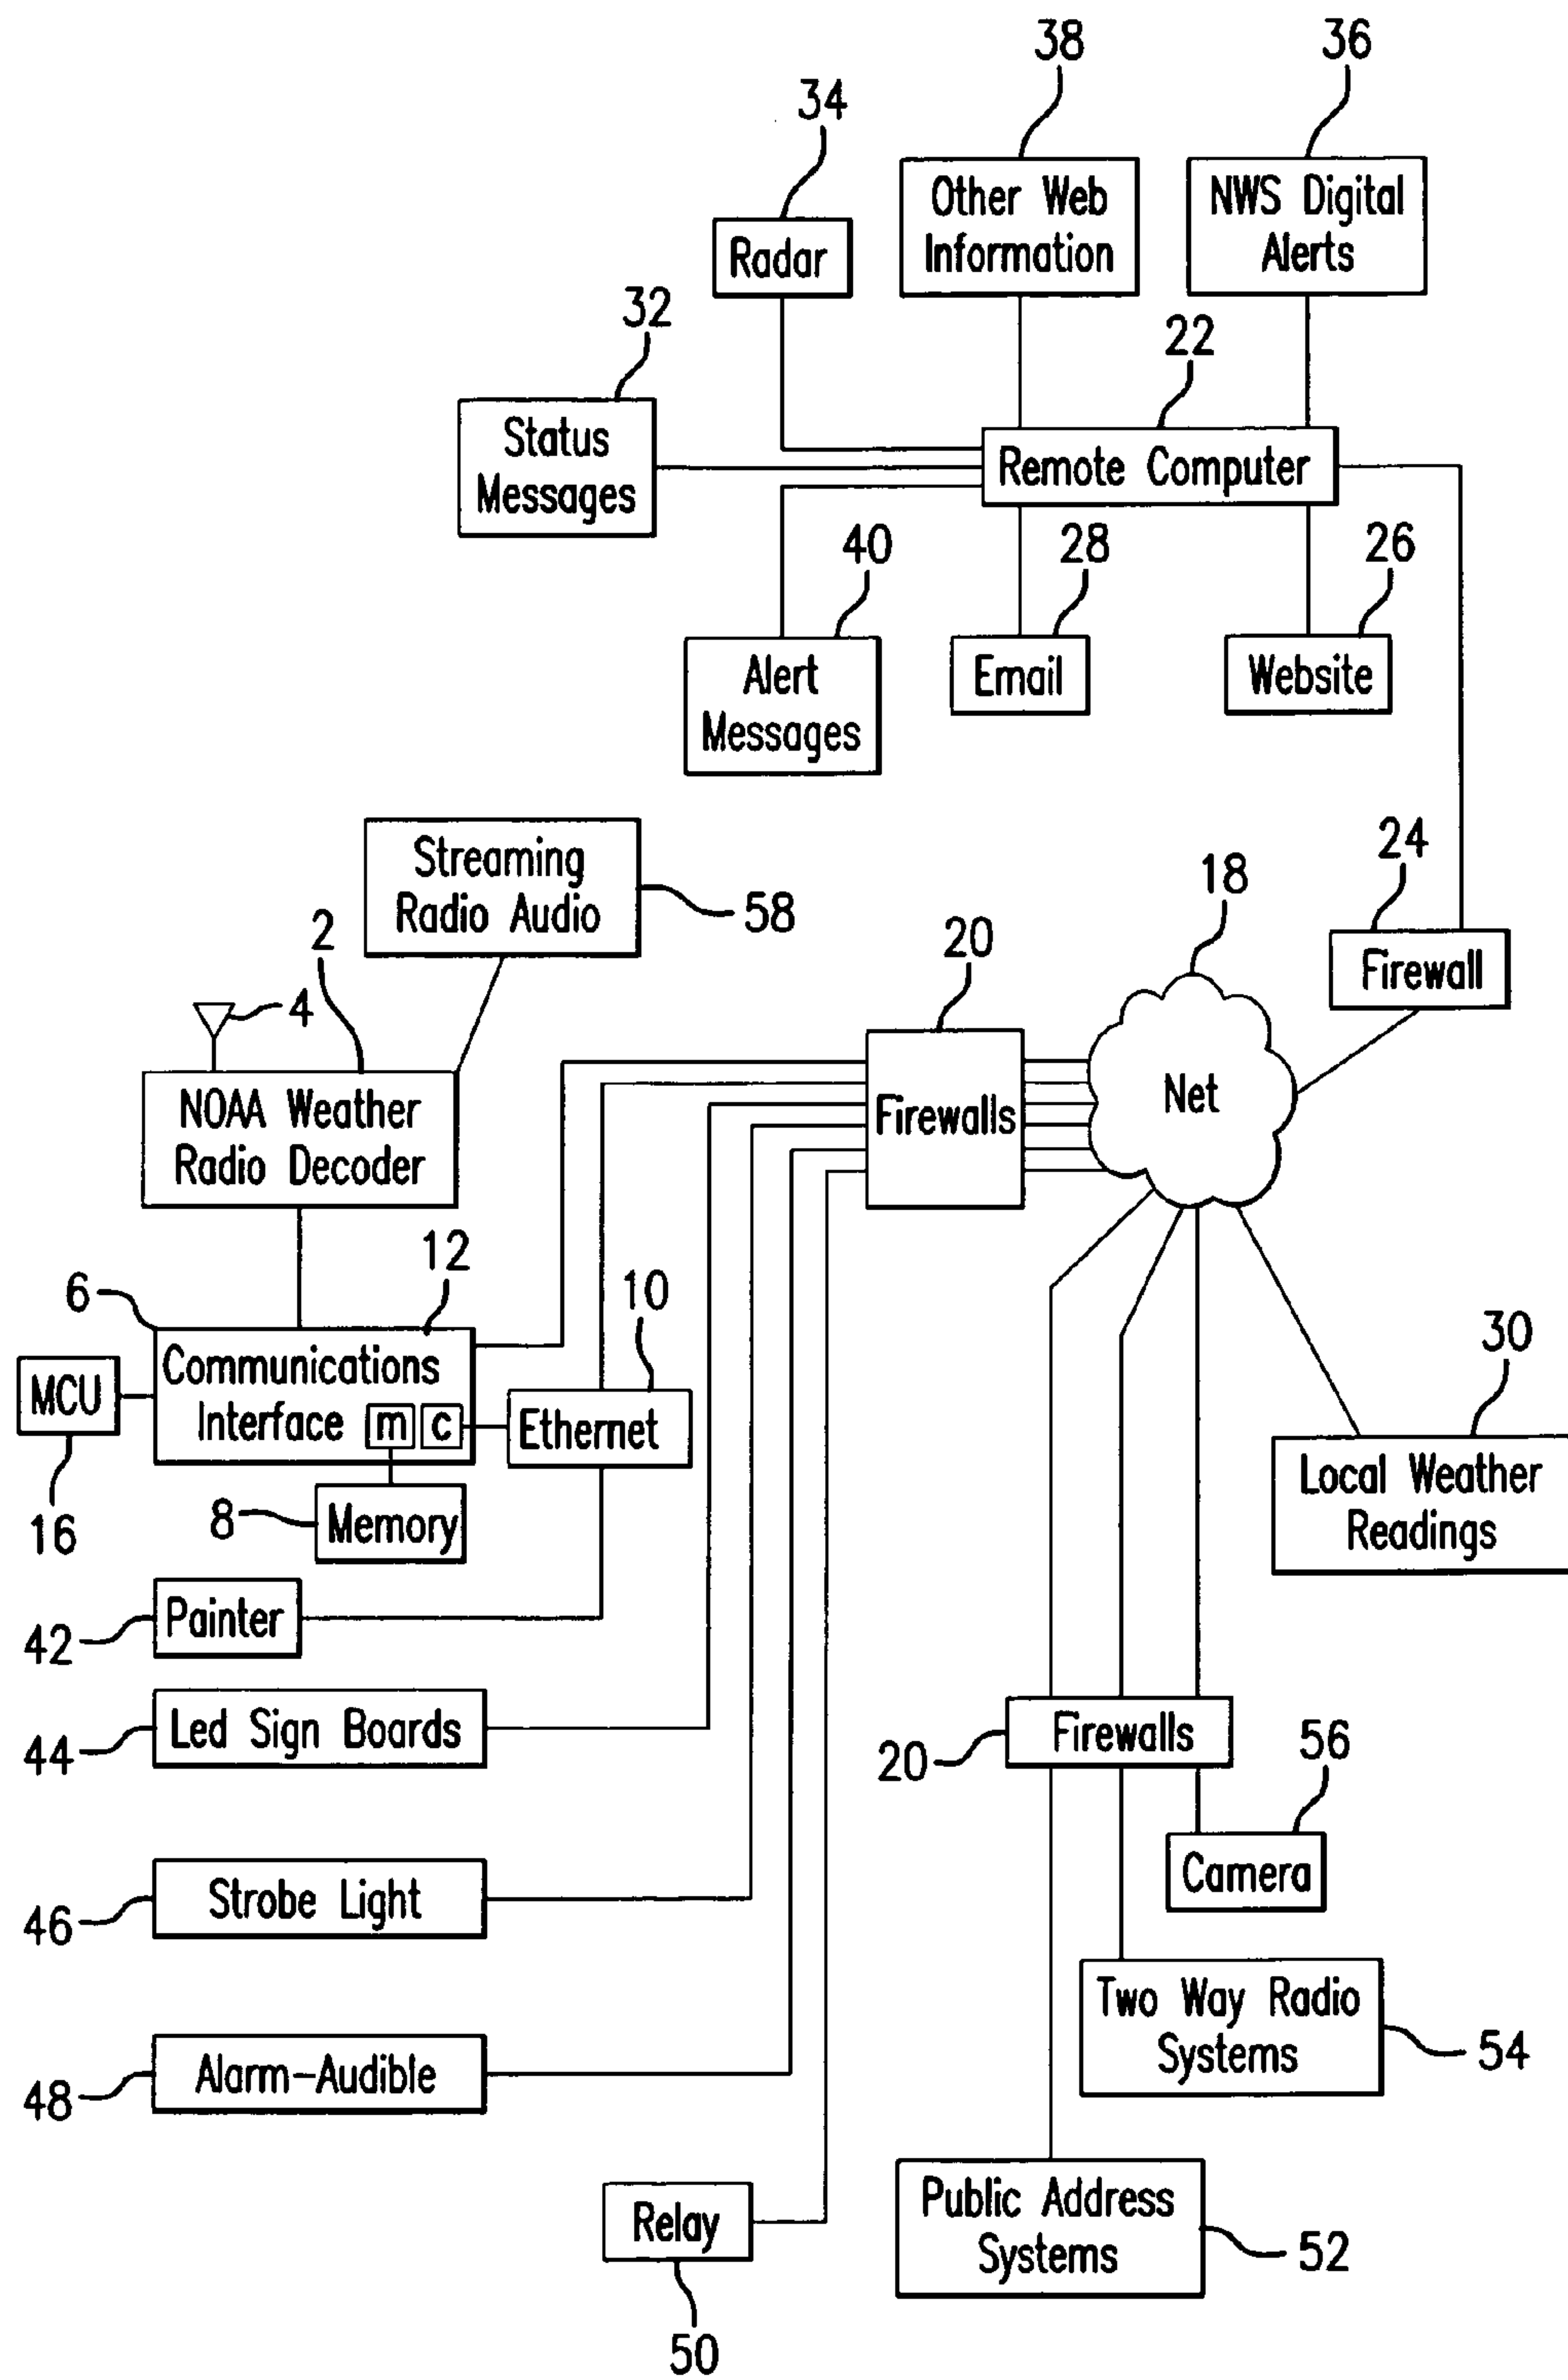 38
36
34
Other Web
Information
NWS Digital
Alerts
Radar
32
22
Status
Messages
Remote Computer
40
28
26
Alert
Messages
Email
Website
Streaming
Radio Audio
58
24
18
20
2
Firewall
4
NOAA Weather
Radio Decoder
Firewalls
Net
6
12
10
30
MCU
Communications
Interface
m
c
Ethernet
Local Weather
Readings
16
8
Memory
42
Painter
44
Led Sign Boards
20
Firewalls
56
46
Strobe Light
Camera
Two Way Radio
Systems
54
48
Alarm-Audible
Relay
50
Public Address
Systems
52